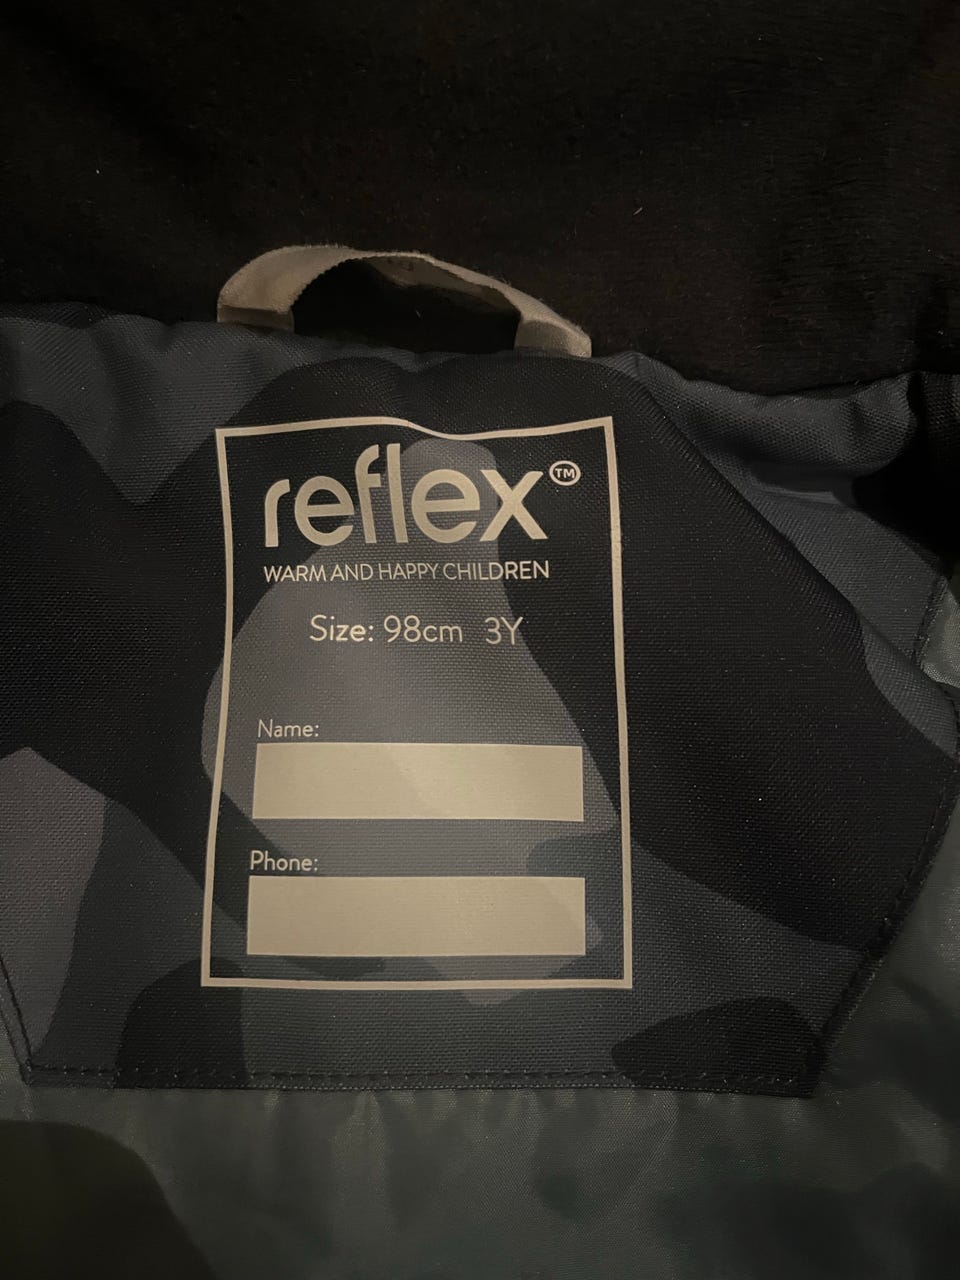 reflex™
WARM AND HAPPY CHILDREN
Size: 98cm 3Y
Name:
Phone: